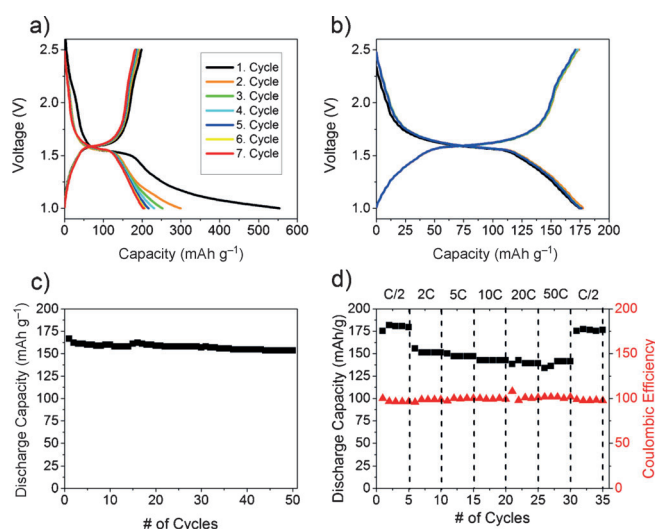 a)
2.5
2.0
1.5
1.0
Voltage (V)
1. Cycle
2. Cycle
3. Cycle
4. Cycle
5. Cycle
6. Cycle
7. Cycle
0 100 200 300 400 500 600
Capacity (mAh g⁻¹)
b)
2.5
2.0
1.5
1.0
Voltage (V)
0 25 50 75 100 125 150 175 200
Capacity (mAh g⁻¹)
c)
200
175
150
125
100
75
50
25
0
Discharge Capacity (mAh g⁻¹)
0 10 20 30 40 50
# of Cycles
d)
C/2 2C 5C 10C 20C 50C C/2
200
175
150
125
100
75
50
25
0
Discharge Capacity (mAh/g)
200
150
100
50
0
Coulombic Efficiency
0 5 10 15 20 25 30 35
# of Cycles